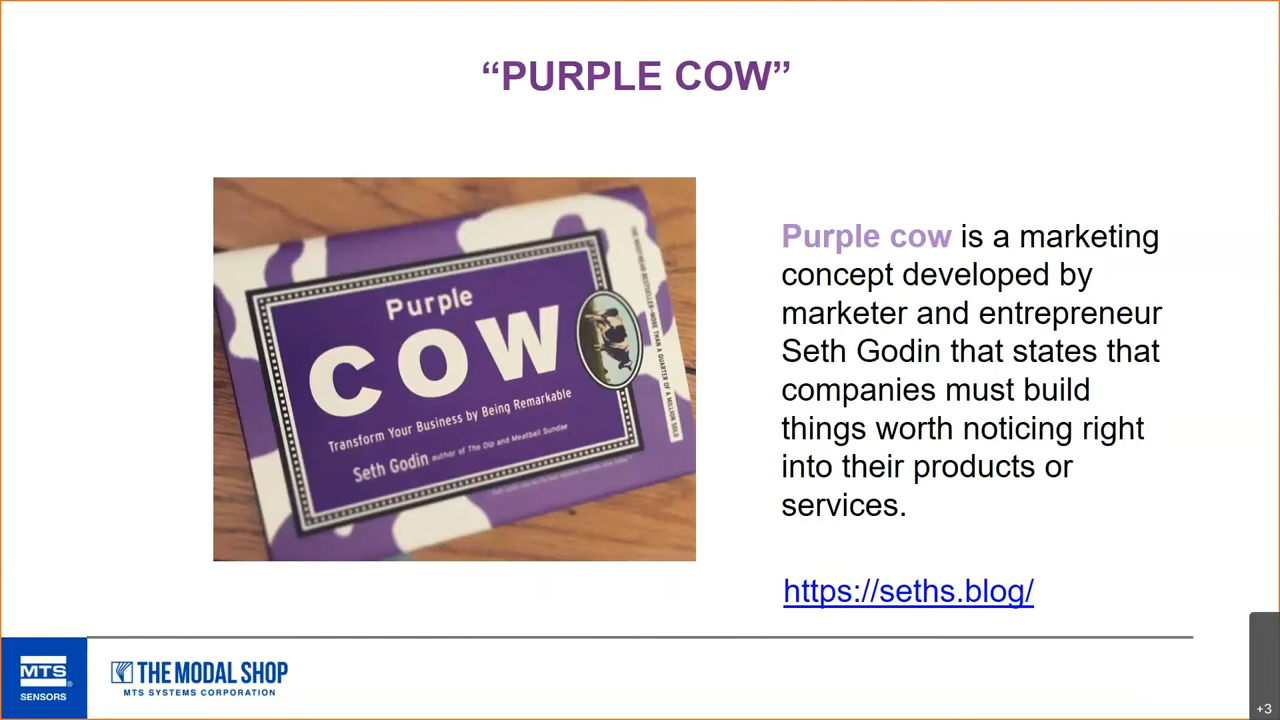 “PURPLE COW”
Purple
COW
Transform Your Business by Being Remarkable
Seth Godin author of The Dip and Meatball Sundae
Purple cow is a marketing
concept developed by
marketer and entrepreneur
Seth Godin that states that
companies must build
things worth noticing right
into their products or
services.
https://seths.blog/
MTS®
SENSORS
THE MODAL SHOP
MTS SYSTEMS CORPORATION
+3